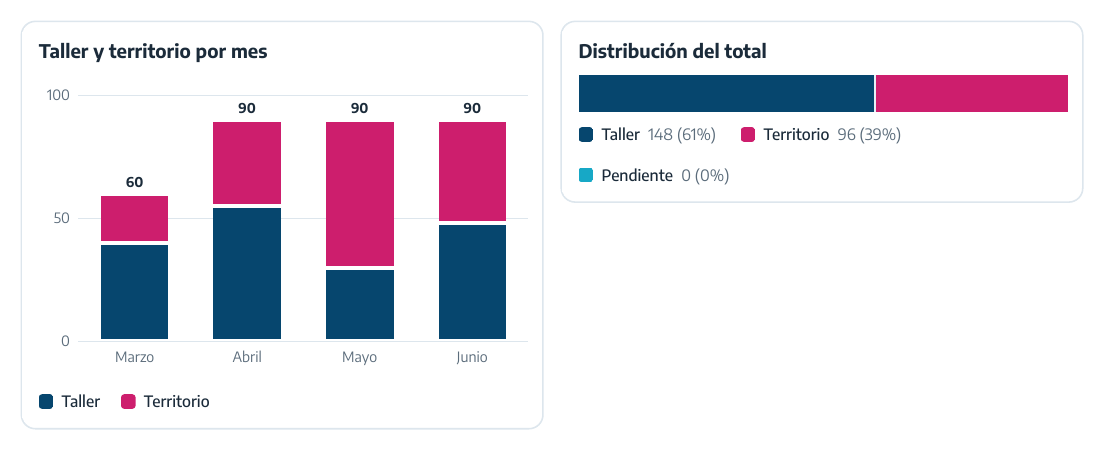 Taller y territorio por mes
100
50
0
60
90
90
90
Marzo
Abril
Mayo
Junio
Taller
Territorio
Distribución del total
Taller 148 (61%)
Territorio 96 (39%)
Pendiente 0 (0%)